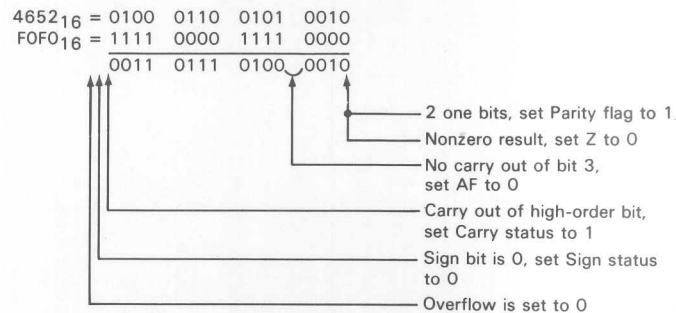 4652₁₆ = 0100 0110 0101 0010
F0F0₁₆ = 1111 0000 1111 0000
0011 0111 0100 0010
2 one bits, set Parity flag to 1
Nonzero result, set Z to 0
No carry out of bit 3,
set AF to 0
Carry out of high-order bit,
set Carry status to 1
Sign bit is 0, set Sign status
to 0
Overflow is set to 0